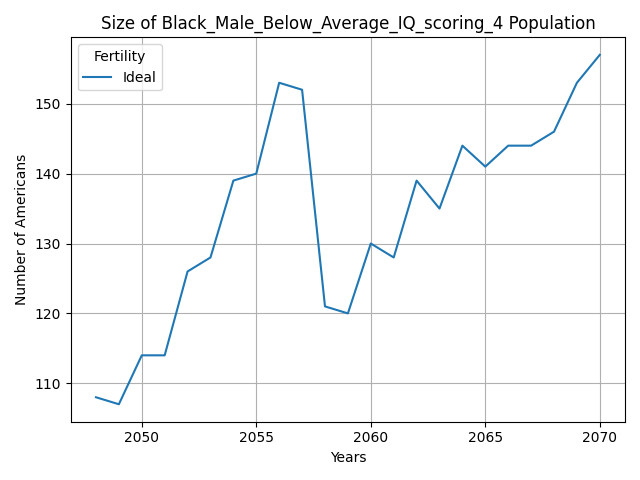 Size of Black_Male_Below_Average_IQ_scoring_4 Population
Fertility
Ideal
Number of Americans
150
140
130
120
110
2050 2055 2060 2065 2070
Years